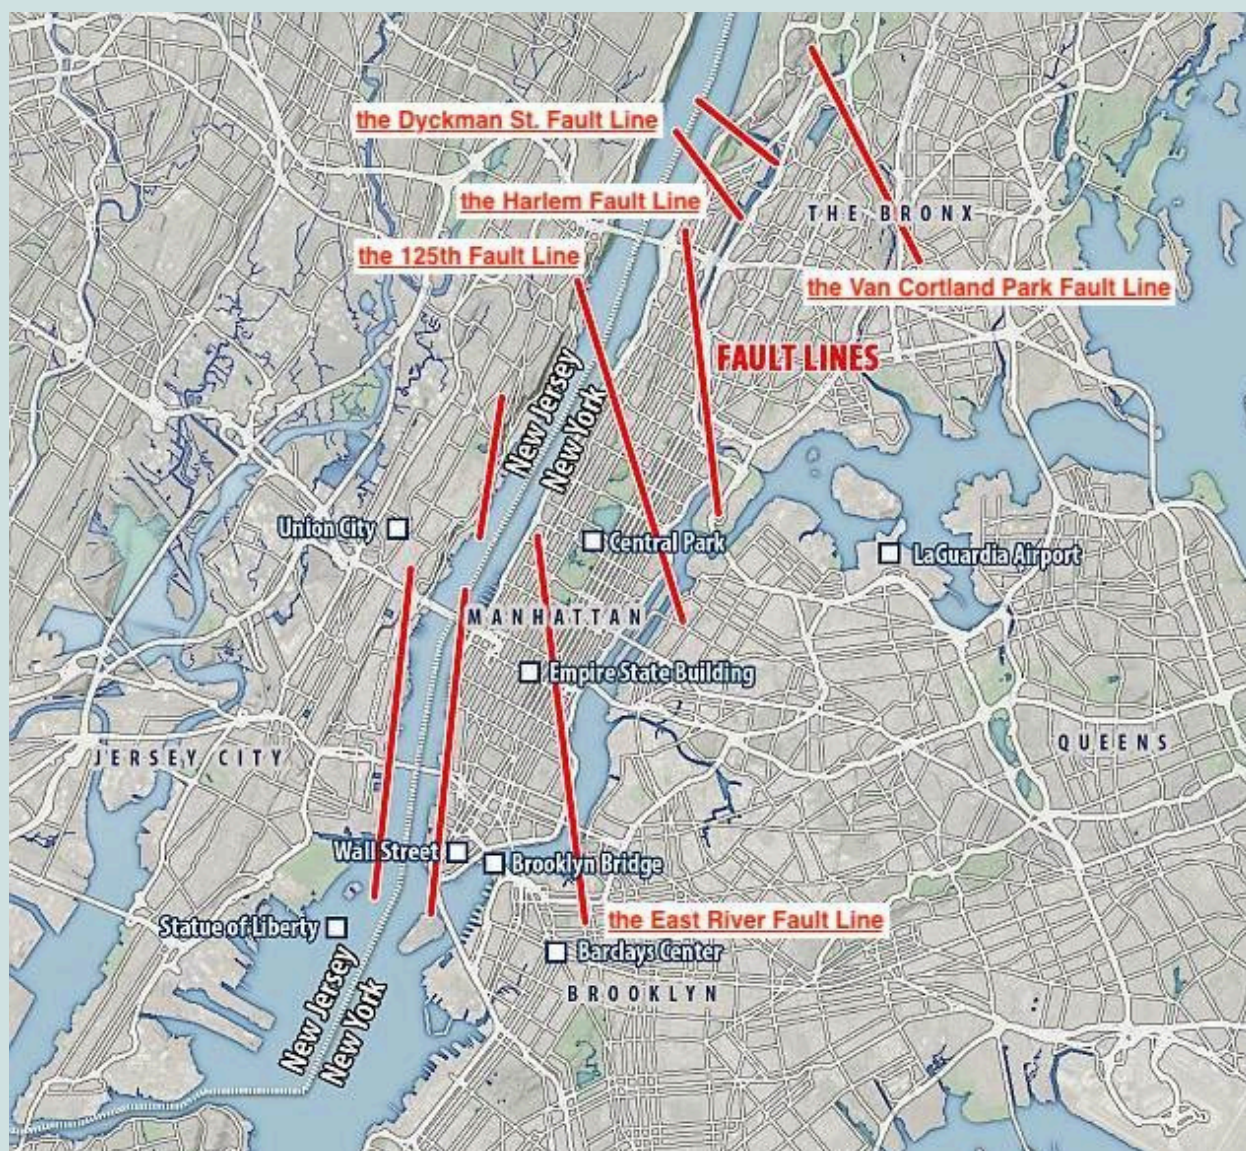 the Dyckman St. Fault Line
the Harlem Fault Line
THE BRONX
the 125th Fault Line
the Van Cortland Park Fault Line
FAULT LINES
New Jersey
New York
Union City
Central Park
LaGuardia Airport
MANHATTAN
Empire State Building
JERSEY CITY
QUEENS
Wall Street
Brooklyn Bridge
Statue of Liberty
the East River Fault Line
Barclays Center
BROOKLYN
New Jersey
New York